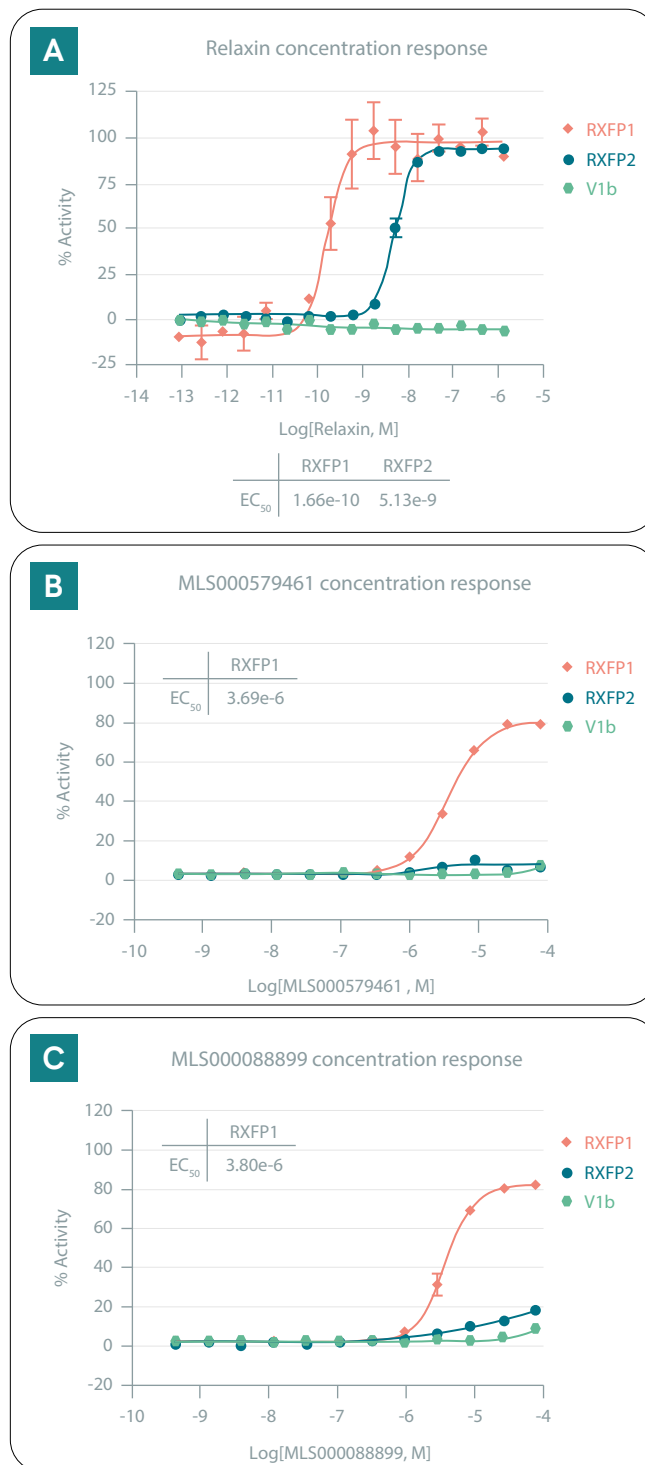 A
Relaxin concentration response
125
100
75
50
25
0
-25
% Activity
-14 -13 -12 -11 -10 -9 -8 -7 -6 -5
Log[Relaxin, M]
RXFP1
RXFP2
V1b
RXFP1 RXFP2
EC50 1.66e-10 5.13e-9
B
MLS000579461 concentration response
120
100
80
60
40
20
0
-20
% Activity
RXFP1
EC50 3.69e-6
RXFP1
RXFP2
V1b
-10 -9 -8 -7 -6 -5 -4
Log[MLS000579461 , M]
C
MLS000088899 concentration response
120
100
80
60
40
20
0
-20
% Activity
RXFP1
EC50 3.80e-6
RXFP1
RXFP2
V1b
-10 -9 -8 -7 -6 -5 -4
Log[MLS000088899, M]